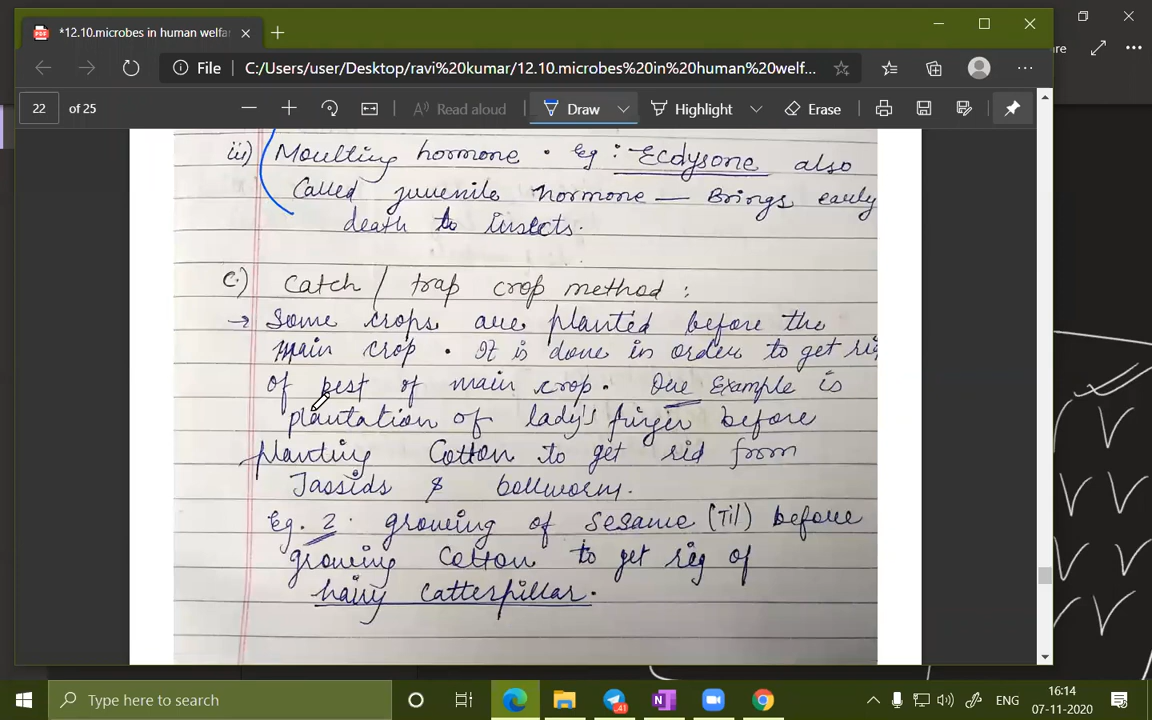 *12.10.microbes in human welfa
File C:/Users/user/Desktop/ravi%20kumar/12.10.microbes%20in%20human%20welf...
re
22 of 25 Read aloud Draw Highlight Erase
iii) Moulting hormone . eg : Ecdysone also
Called juvenile hormone — Brings early
death to insects.
c) Catch / trap crop method :
→ Some crops are planted before the
main crop . It is done in order to get rig
of pest of main crop. One Example is
plantation of lady's finger before
planting Cotton to get rid from
Jassids & bollworm.
Eg. 2. growing of sesame (Til) before
growing Cotton to get rig of
hairy catterpillar.
Type here to search
41
ENG
16:14
07-11-2020